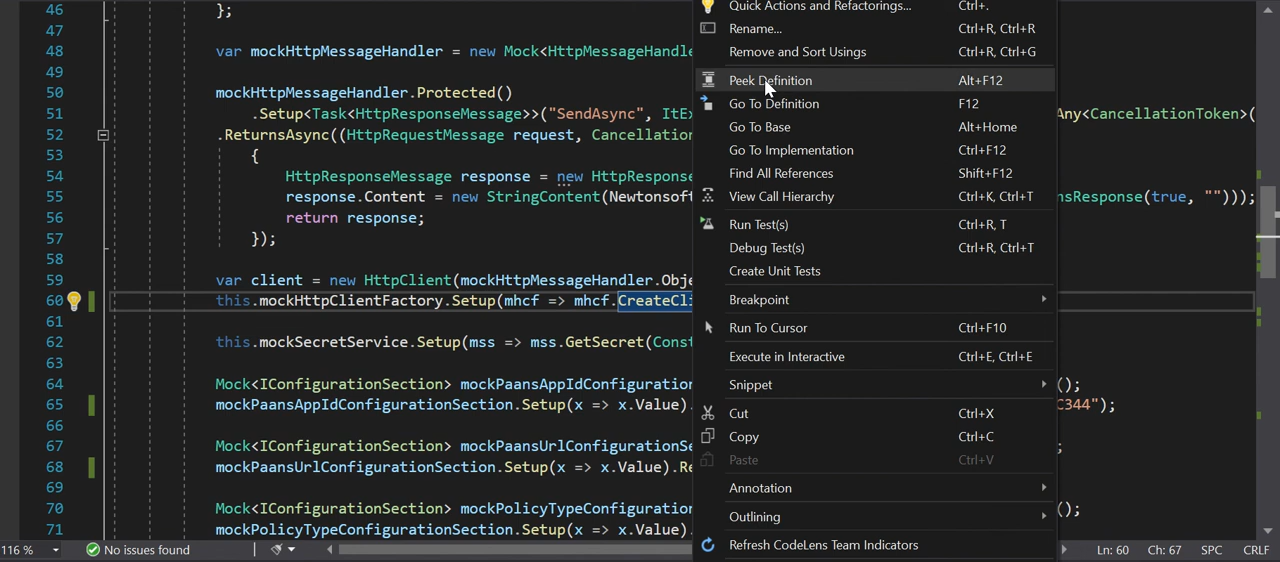 46 };
47
48 var mockHttpMessageHandler = new Mock<HttpMessageHandle
49
50 mockHttpMessageHandler.Protected()
51 .Setup<Task<HttpResponseMessage>>("SendAsync", ItEx Any<CancellationToken>(
52 .ReturnsAsync((HttpRequestMessage request, Cancellation
53 {
54 HttpResponseMessage response = new HttpResponse
55 response.Content = new StringContent(Newtonsoft nsResponse(true, "")));
56 return response;
57 });
58
59 var client = new HttpClient(mockHttpMessageHandler.Obje
60 this.mockHttpClientFactory.Setup(mhcf => mhcf.CreateCli
61
62 this.mockSecretService.Setup(mss => mss.GetSecret(Const
63
64 Mock<IConfigurationSection> mockPaansAppIdConfiguration ();
65 mockPaansAppIdConfigurationSection.Setup(x => x.Value). C344");
66
67 Mock<IConfigurationSection> mockPaansUrlConfigurationSe ;
68 mockPaansUrlConfigurationSection.Setup(x => x.Value).Re
69
70 Mock<IConfigurationSection> mockPolicyTypeConfiguration ();
71 mockPolicyTypeConfigurationSection.Setup(x => x.Value).
Quick Actions and Refactorings... Ctrl+.
Rename... Ctrl+R, Ctrl+R
Remove and Sort Usings Ctrl+R, Ctrl+G
Peek Definition Alt+F12
Go To Definition F12
Go To Base Alt+Home
Go To Implementation Ctrl+F12
Find All References Shift+F12
View Call Hierarchy Ctrl+K, Ctrl+T
Run Test(s) Ctrl+R, T
Debug Test(s) Ctrl+R, Ctrl+T
Create Unit Tests
Breakpoint
Run To Cursor Ctrl+F10
Execute in Interactive Ctrl+E, Ctrl+E
Snippet
Cut Ctrl+X
Copy Ctrl+C
Paste Ctrl+V
Annotation
Outlining
Refresh CodeLens Team Indicators
116 % No issues found Ln: 60 Ch: 67 SPC CRLF